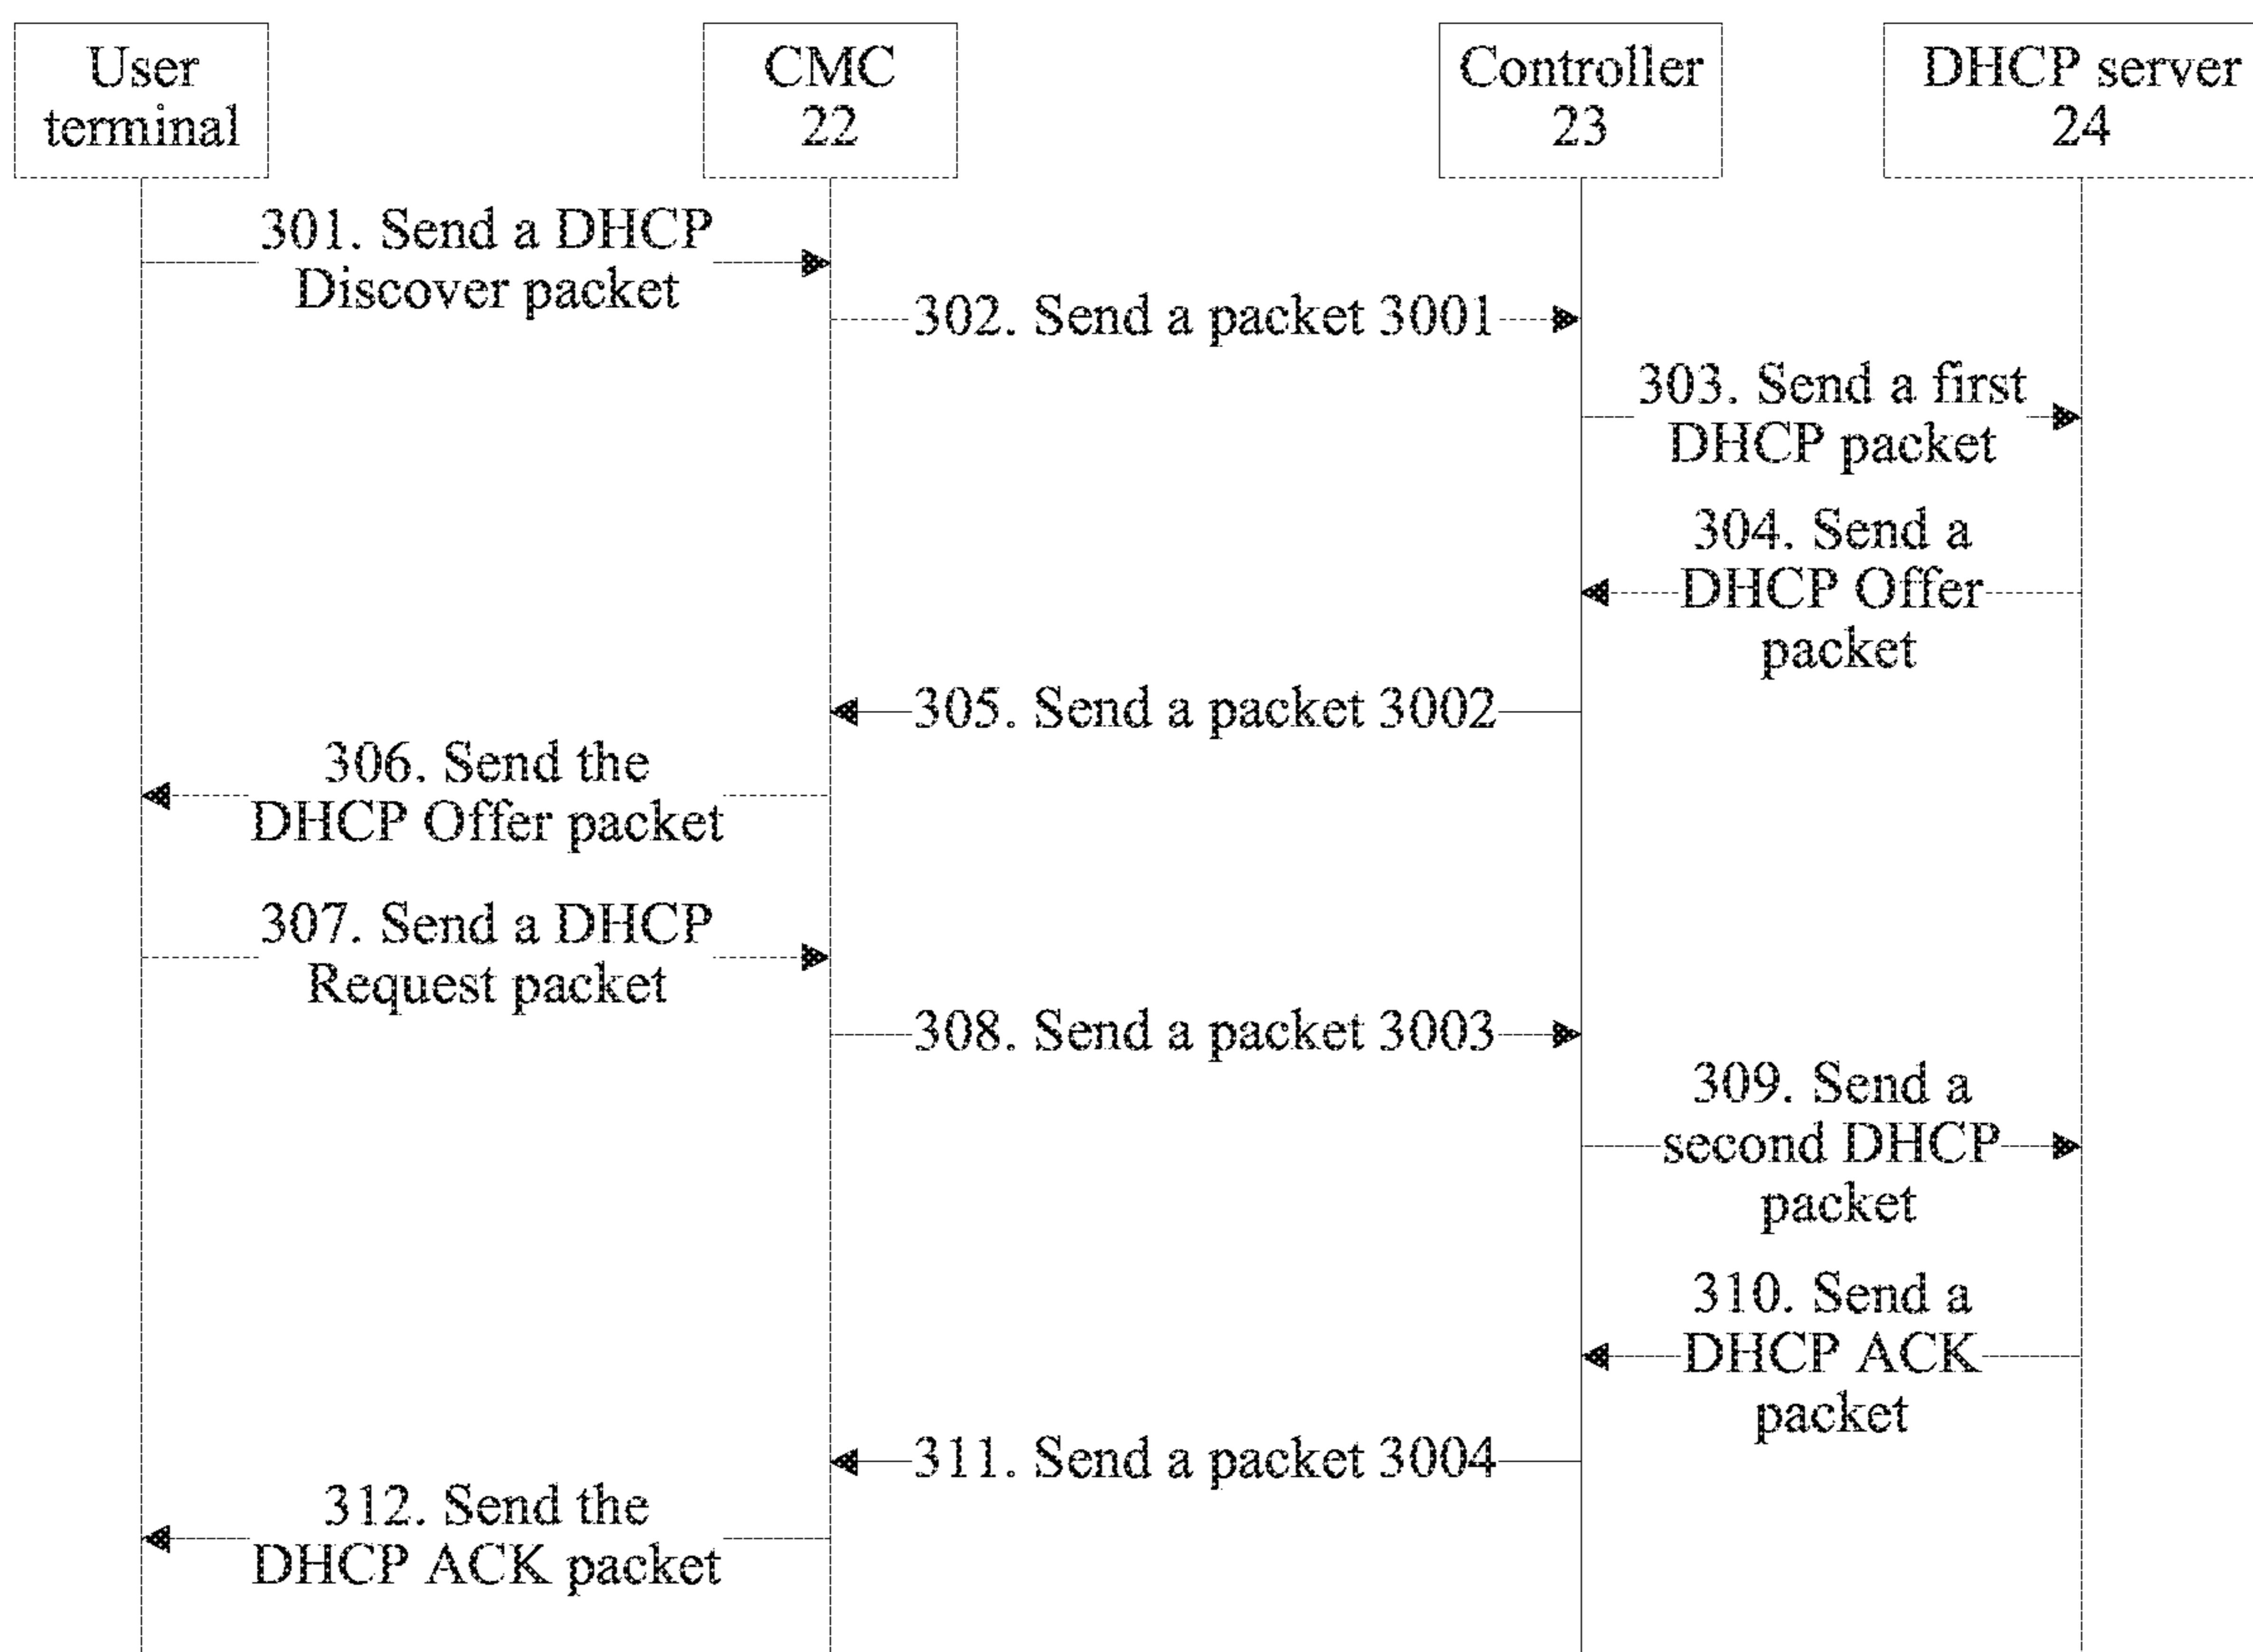 User
terminal
CMC
22
Controller
23
DHCP server
24
301. Send a DHCP
Discover packet
302. Send a packet 3001
303. Send a first
DHCP packet
304. Send a
DHCP Offer
packet
305. Send a packet 3002
306. Send the
DHCP Offer packet
307. Send a DHCP
Request packet
308. Send a packet 3003
309. Send a
second DHCP
packet
310. Send a
DHCP ACK
packet
311. Send a packet 3004
312. Send the
DHCP ACK packet